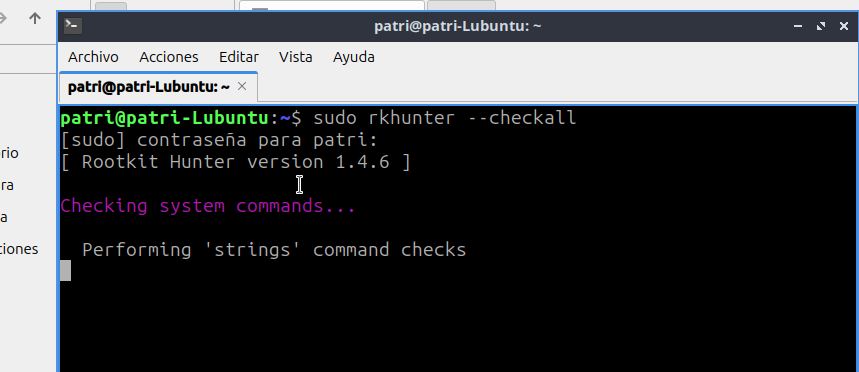 patri@patri-Lubuntu: ~
Archivo Acciones Editar Vista Ayuda
patri@patri-Lubuntu: ~ ×
patri@patri-Lubuntu:~$ sudo rkhunter --checkall
[sudo] contraseña para patri:
[ Rootkit Hunter version 1.4.6 ]
Checking system commands...
Performing 'strings' command checks
rio
ra
a
iones